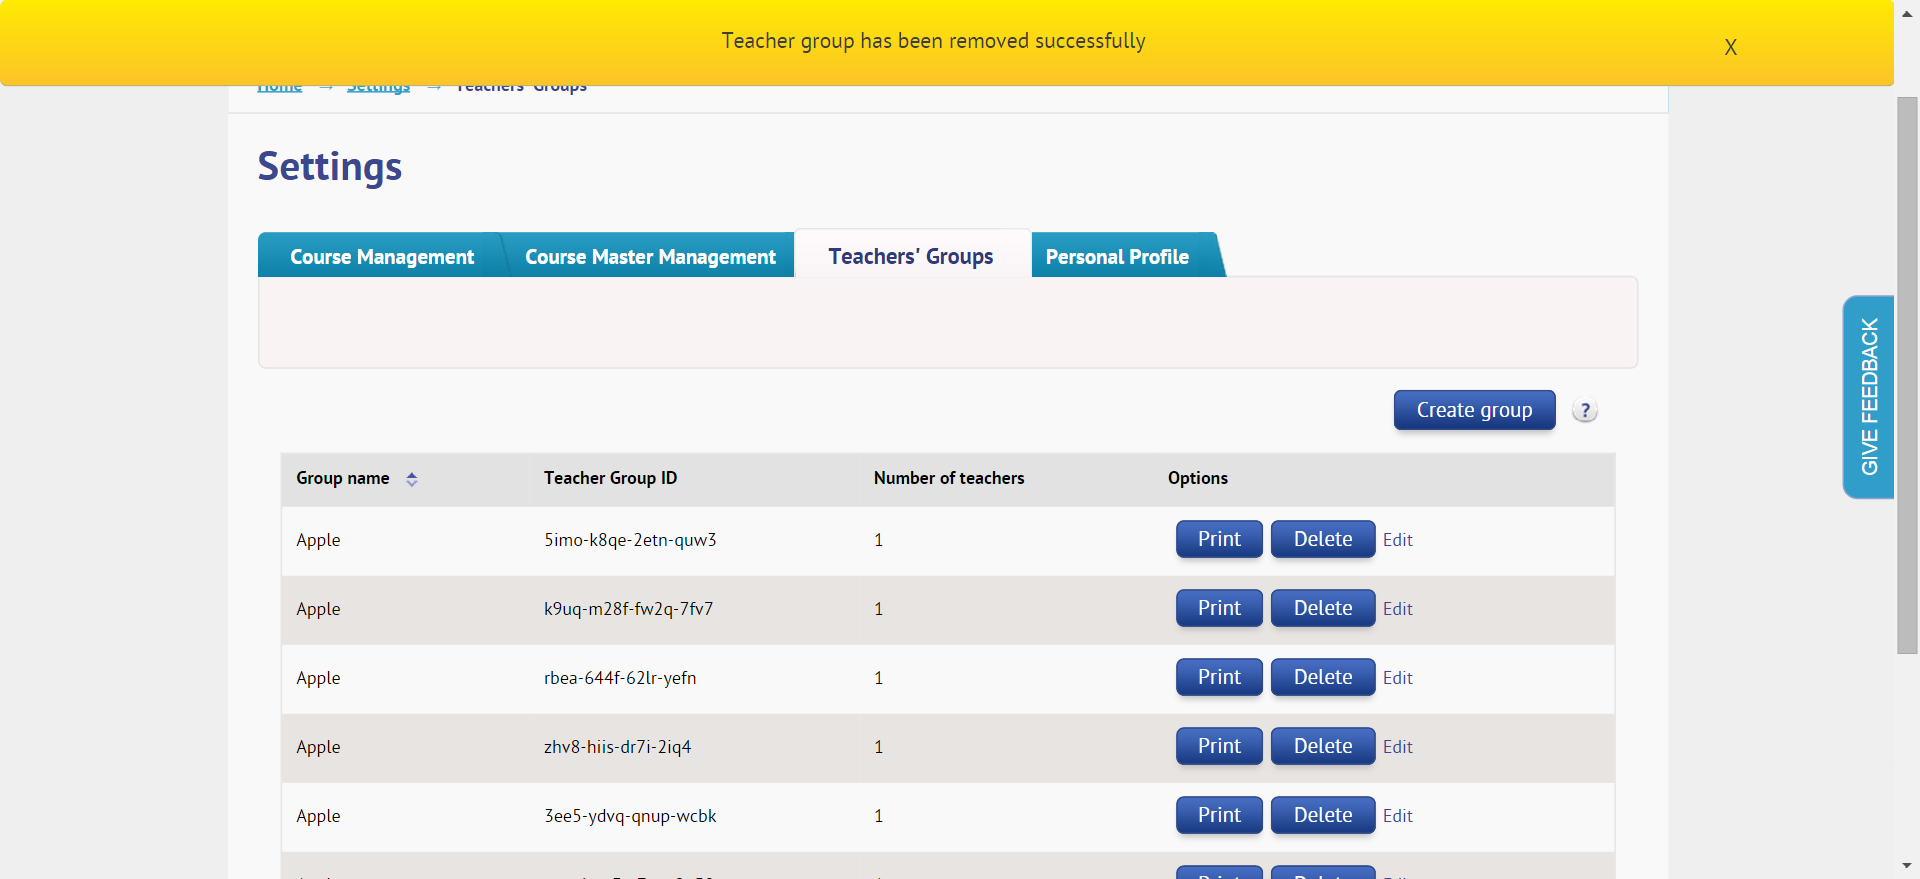 Teacher group has been removed successfully
X
Home → Settings → Teachers' Groups
Settings
Course Management
Course Master Management
Teachers' Groups
Personal Profile
GIVE FEEDBACK
Create group
?
Group name Teacher Group ID Number of teachers Options
Apple 5imo-k8qe-2etn-quw3 1 Print Delete Edit
Apple k9uq-m28f-fw2q-7fv7 1 Print Delete Edit
Apple rbea-644f-62lr-yefn 1 Print Delete Edit
Apple zhv8-hiis-dr7i-2iq4 1 Print Delete Edit
Apple 3ee5-ydvq-qnup-wcbk 1 Print Delete Edit